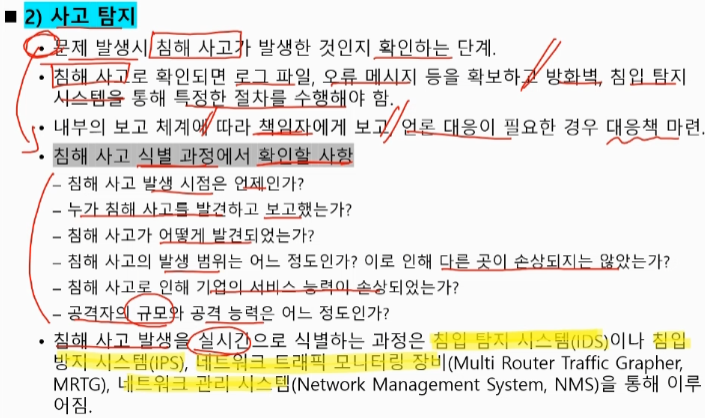 ■ 2) 사고 탐지
• 문제 발생시 침해 사고가 발생한 것인지 확인하는 단계.
• 침해 사고로 확인되면 로그 파일, 오류 메시지 등을 확보하고 방화벽, 침입 탐지
시스템을 통해 특정한 절차를 수행해야 함.
• 내부의 보고 체계에 따라 책임자에게 보고, 언론 대응이 필요한 경우 대응책 마련.
• 침해 사고 식별 과정에서 확인할 사항
– 침해 사고 발생 시점은 언제인가?
– 누가 침해 사고를 발견하고 보고했는가?
– 침해 사고가 어떻게 발견되었는가?
– 침해 사고의 발생 범위는 어느 정도인가? 이로 인해 다른 곳이 손상되지는 않았는가?
– 침해 사고로 인해 기업의 서비스 능력이 손상되었는가?
– 공격자의 규모와 공격 능력은 어느 정도인가?
• 침해 사고 발생을 실시간으로 식별하는 과정은 침입 탐지 시스템(IDS)이나 침입
방지 시스템(IPS), 네트워크 트래픽 모니터링 장비(Multi Router Traffic Grapher,
MRTG), 네트워크 관리 시스템(Network Management System, NMS)을 통해 이루
어짐.